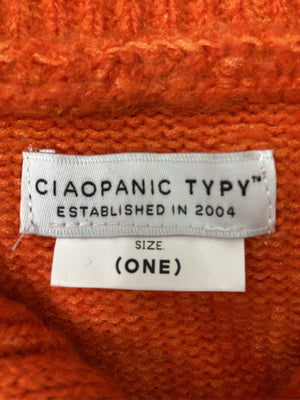 CIAOPANIC TYPY™
ESTABLISHED IN 2004
SIZE.
(ONE)